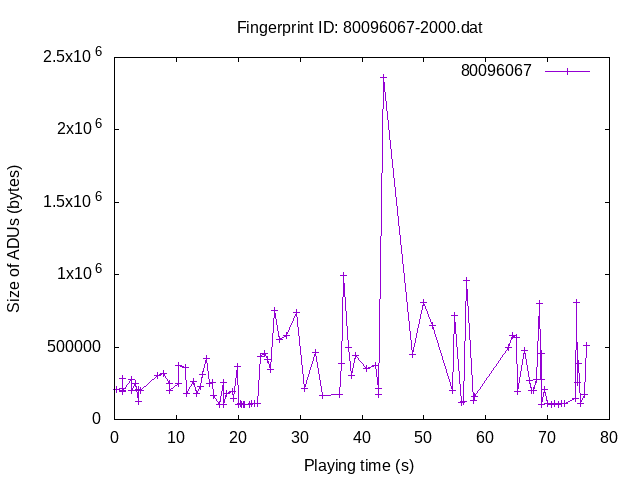 Fingerprint ID: 80096067-2000.dat
80096067
Size of ADUs (bytes)
2.5x10^6
2x10^6
1.5x10^6
1x10^6
500000
0
0 10 20 30 40 50 60 70 80
Playing time (s)